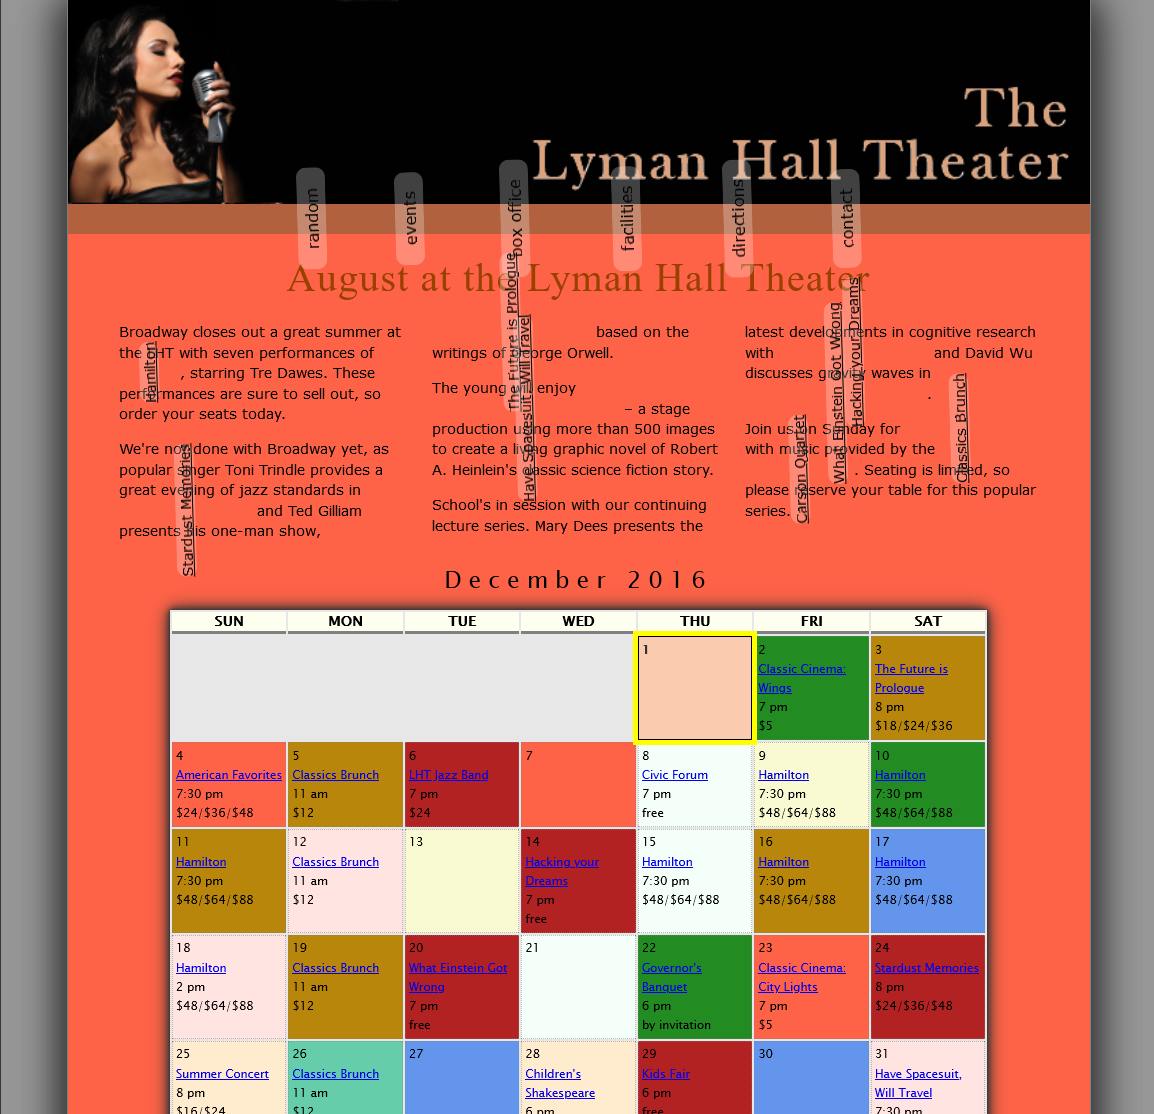 The
Lyman Hall Theater
random
events
box office
facilities
directions
contact
August at the Lyman Hall Theater
Broadway closes out a great summer at
the LHT with seven performances of
Hamilton
, starring Tre Dawes. These
performances are sure to sell out, so
order your seats today.
We're not done with Broadway yet, as
popular singer Toni Trindle provides a
great evening of jazz standards in
Stardust Memories
and Ted Gilliam
presents his one-man show,
The Future is Prologue
based on the
writings of George Orwell.
The young will enjoy
Have Spacesuit, Will Travel
– a stage
production using more than 500 images
to create a living graphic novel of Robert
A. Heinlein's classic science fiction story.
School's in session with our continuing
lecture series. Mary Dees presents the
latest developments in cognitive research
with
Hacking your Dreams
and David Wu
discusses gravity waves in
What Einstein Got Wrong
.
Join us on Sunday for
Classics Brunch
with music provided by the
Carson Quartet
. Seating is limited, so
please reserve your table for this popular
series.
December 2016
SUN MON TUE WED THU FRI SAT
1
2
Classic Cinema:
Wings
7 pm
$5
3
The Future is
Prologue
8 pm
$18/$24/$36
4
American Favorites
7:30 pm
$24/$36/$48
5
Classics Brunch
11 am
$12
6
LHT Jazz Band
7 pm
$24
7
8
Civic Forum
7 pm
free
9
Hamilton
7:30 pm
$48/$64/$88
10
Hamilton
7:30 pm
$48/$64/$88
11
Hamilton
7:30 pm
$48/$64/$88
12
Classics Brunch
11 am
$12
13
14
Hacking your
Dreams
7 pm
free
15
Hamilton
7:30 pm
$48/$64/$88
16
Hamilton
7:30 pm
$48/$64/$88
17
Hamilton
7:30 pm
$48/$64/$88
18
Hamilton
2 pm
$48/$64/$88
19
Classics Brunch
11 am
$12
20
What Einstein Got
Wrong
7 pm
free
21
22
Governor's
Banquet
6 pm
by invitation
23
Classic Cinema:
City Lights
7 pm
$5
24
Stardust Memories
8 pm
$24/$36/$48
25
Summer Concert
8 pm
$16/$24
26
Classics Brunch
11 am
$12
27
28
Children's
Shakespeare
6 pm
29
Kids Fair
6 pm
free
30
31
Have Spacesuit,
Will Travel
7:30 pm